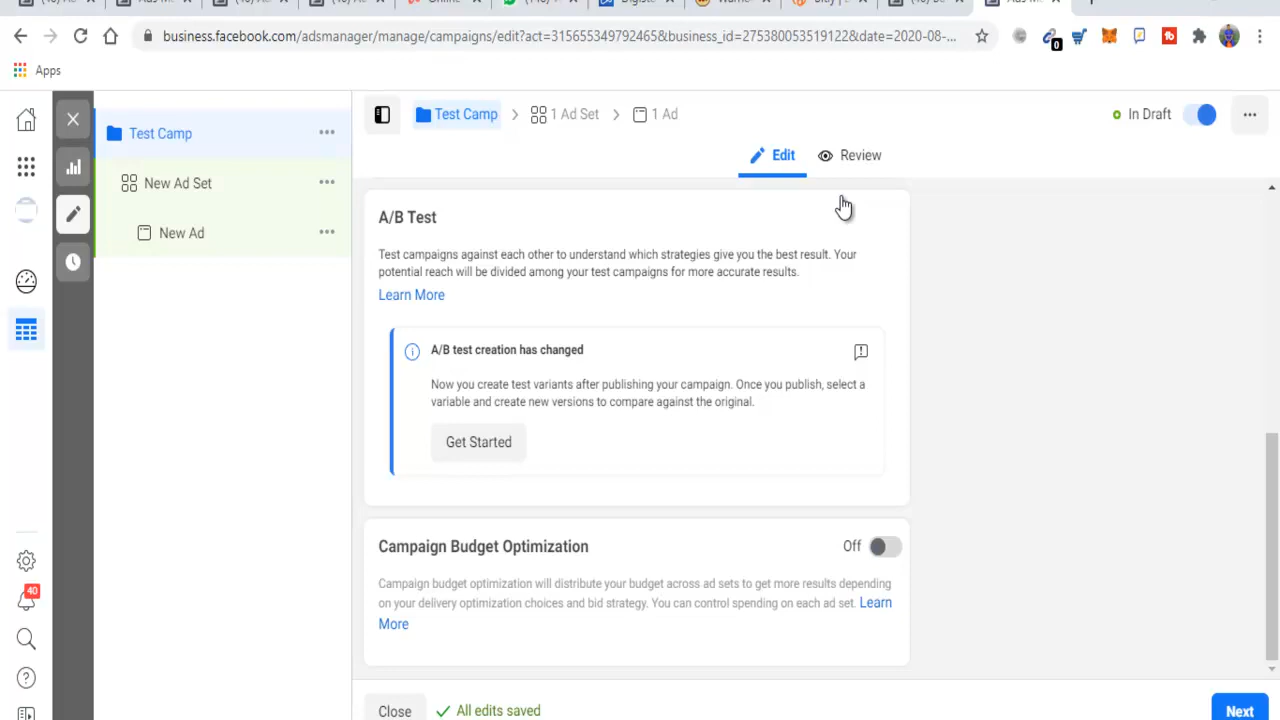 business.facebook.com/adsmanager/manage/campaigns/edit?act=315655349792465&business_id=275380053519122&date=2020-08-...
0
Apps
Test Camp
New Ad Set
New Ad
40
Test Camp
1 Ad Set
1 Ad
In Draft
Edit
Review
A/B Test
Test campaigns against each other to understand which strategies give you the best result. Your
potential reach will be divided among your test campaigns for more accurate results.
Learn More
A/B test creation has changed
Now you create test variants after publishing your campaign. Once you publish, select a
variable and create new versions to compare against the original.
Get Started
Campaign Budget Optimization
Off
Campaign budget optimization will distribute your budget across ad sets to get more results depending
on your delivery optimization choices and bid strategy. You can control spending on each ad set. Learn
More
Close
All edits saved
Next